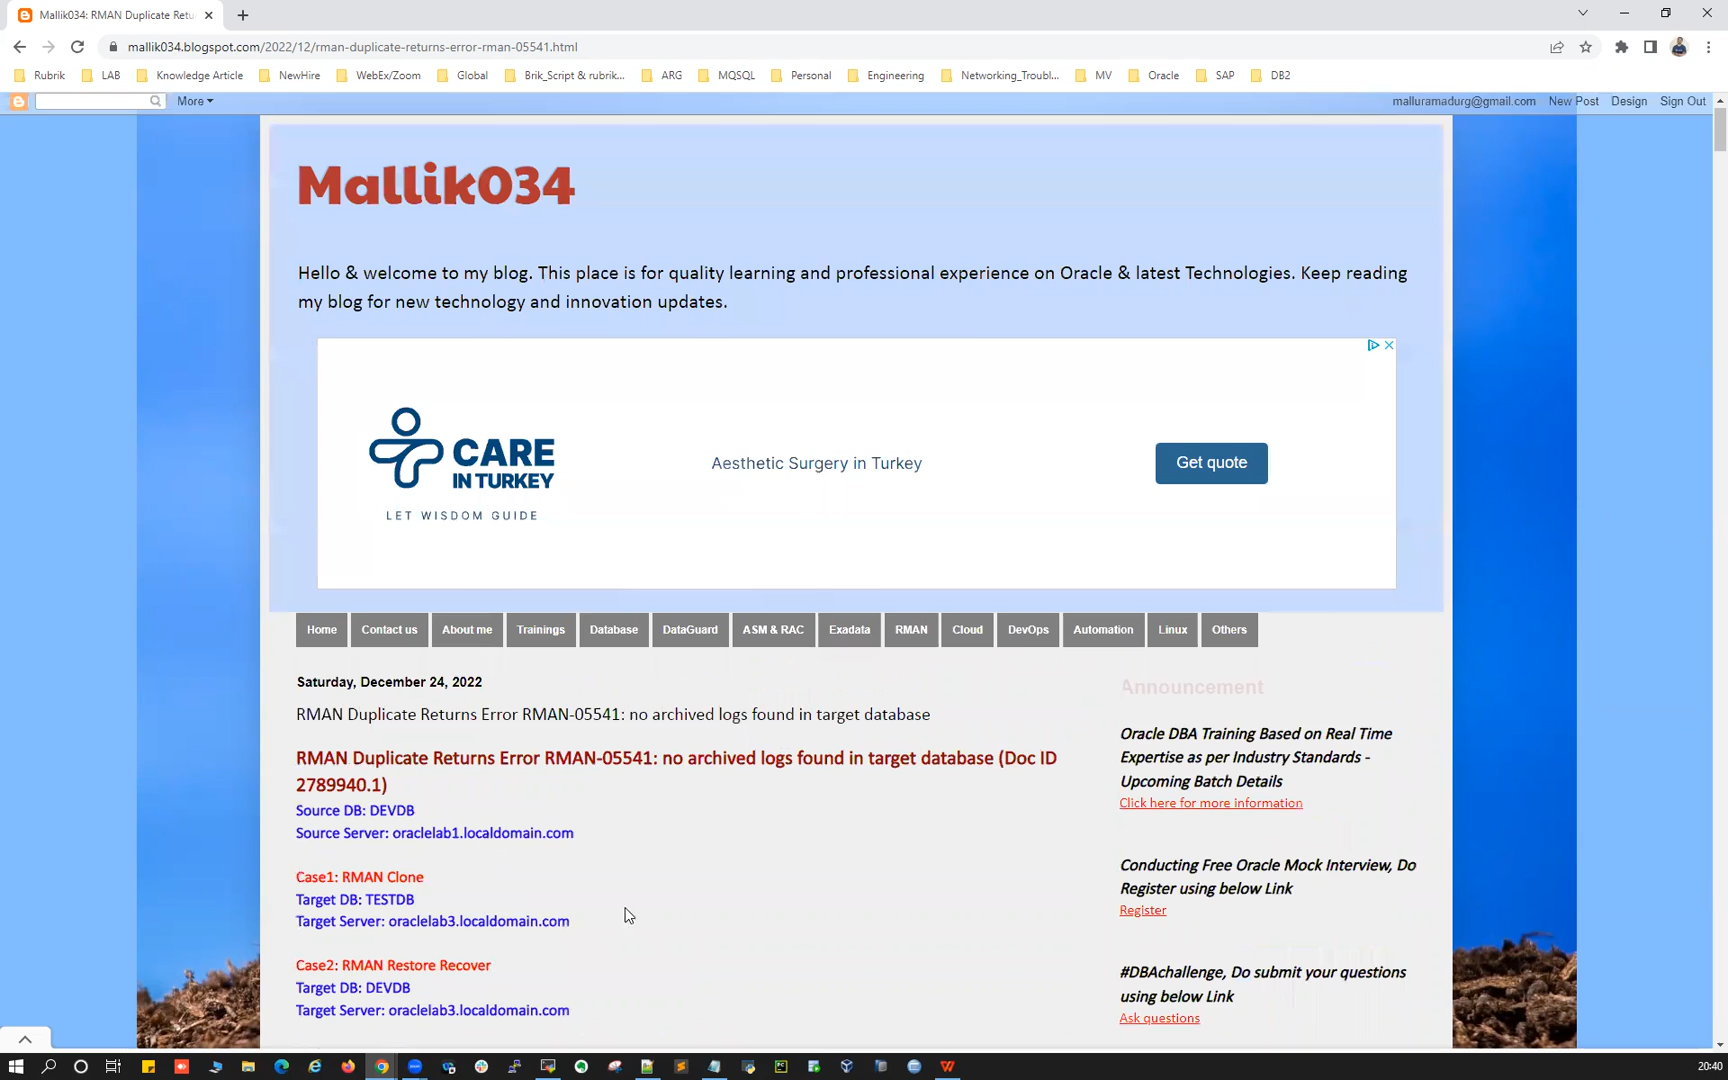 Mallik034: RMAN Duplicate Retu
mallik034.blogspot.com/2022/12/rman-duplicate-returns-error-rman-05541.html
Rubrik LAB Knowledge Article NewHire WebEx/Zoom Global Brik_Script & rubrik... ARG MQSQL Personal Engineering Networking_Troubl... MV Oracle SAP DB2
More malluramadurg@gmail.com New Post Design Sign Out
Mallik034
Hello & welcome to my blog. This place is for quality learning and professional experience on Oracle & latest Technologies. Keep reading
my blog for new technology and innovation updates.
CARE
IN TURKEY
LET WISDOM GUIDE
Aesthetic Surgery in Turkey
Get quote
Home Contact us About me Trainings Database DataGuard ASM & RAC Exadata RMAN Cloud DevOps Automation Linux Others
Saturday, December 24, 2022
RMAN Duplicate Returns Error RMAN-05541: no archived logs found in target database
RMAN Duplicate Returns Error RMAN-05541: no archived logs found in target database (Doc ID
2789940.1)
Source DB: DEVDB
Source Server: oraclelab1.localdomain.com
Case1: RMAN Clone
Target DB: TESTDB
Target Server: oraclelab3.localdomain.com
Case2: RMAN Restore Recover
Target DB: DEVDB
Target Server: oraclelab3.localdomain.com
Announcement
Oracle DBA Training Based on Real Time
Expertise as per Industry Standards -
Upcoming Batch Details
Click here for more information
Conducting Free Oracle Mock Interview, Do
Register using below Link
Register
#DBAchallenge, Do submit your questions
using below Link
Ask questions
20:40